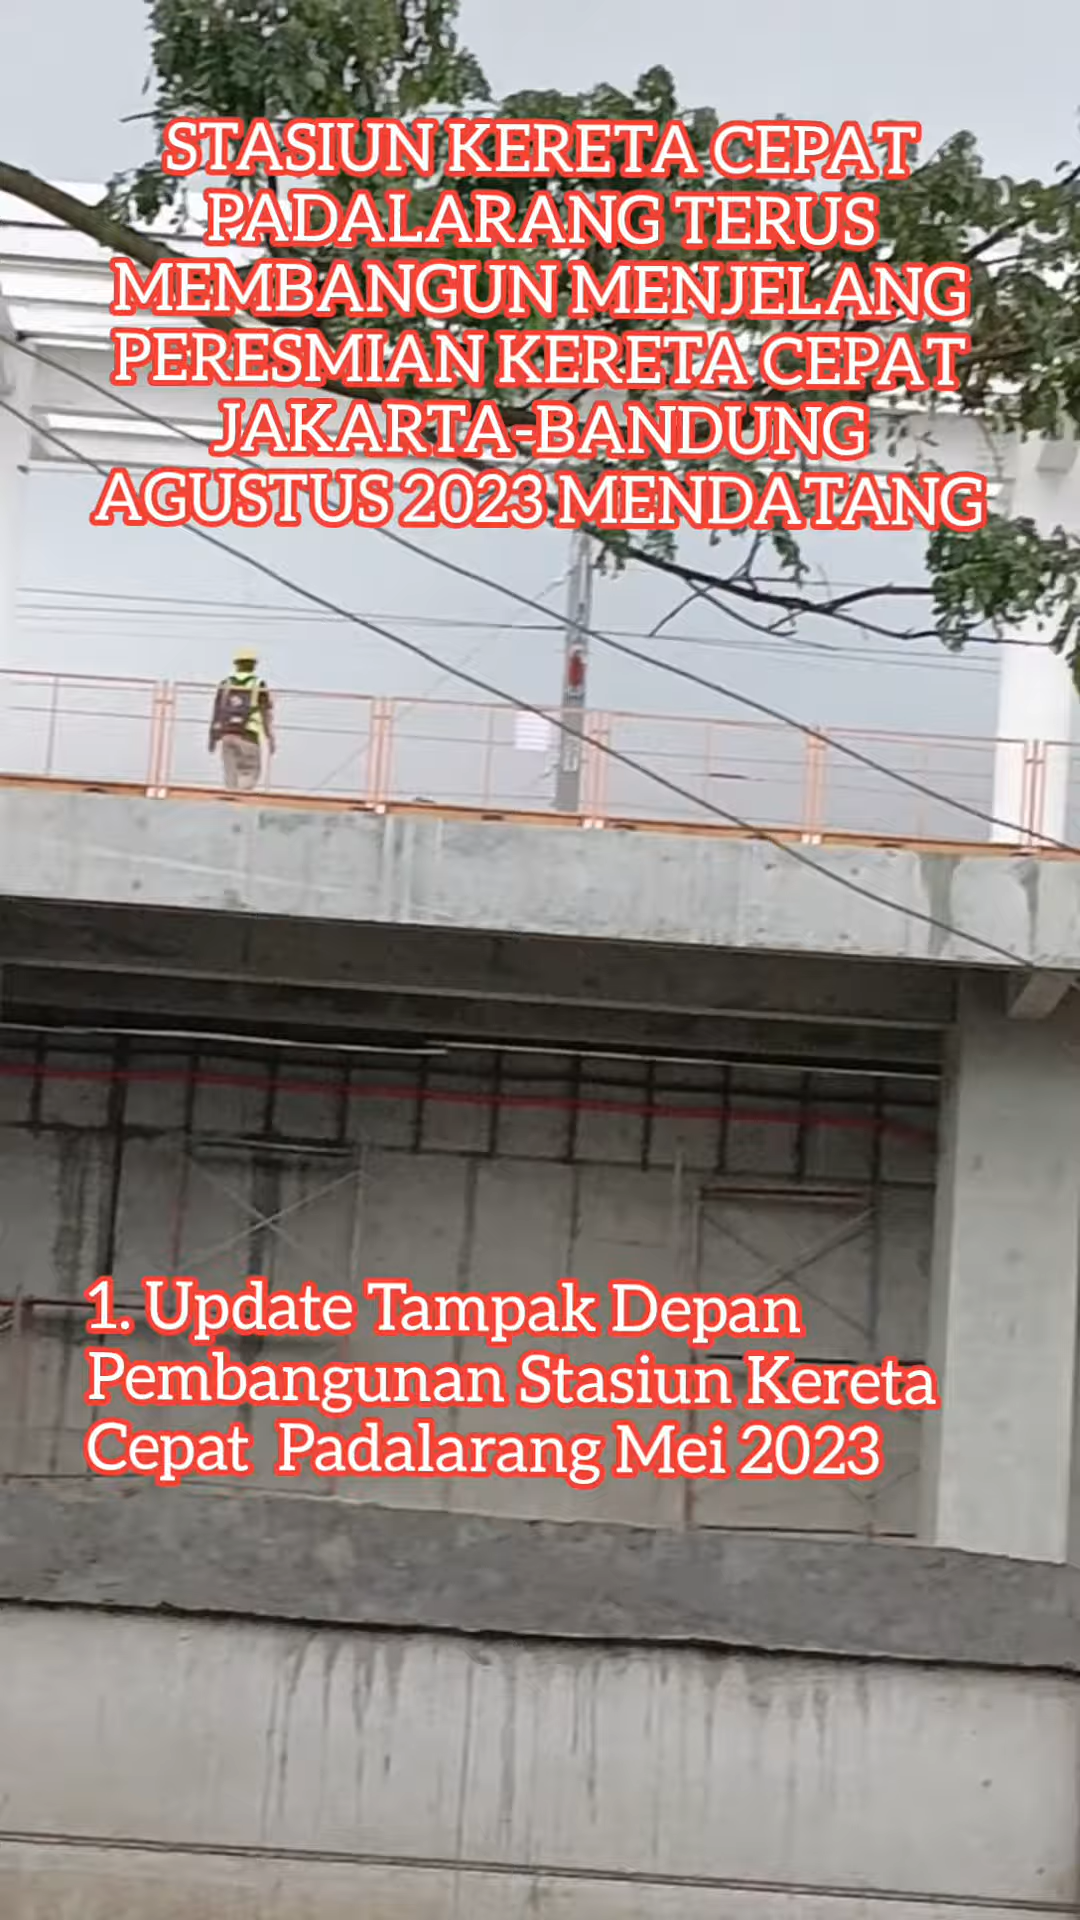 STASIUN KERETA CEPAT
PADALARANG TERUS
MEMBANGUN MENJELANG
PERESMIAN KERETA CEPAT
JAKARTA-BANDUNG
AGUSTUS 2023 MENDATANG
1. Update Tampak Depan
Pembangunan Stasiun Kereta
Cepat Padalarang Mei 2023